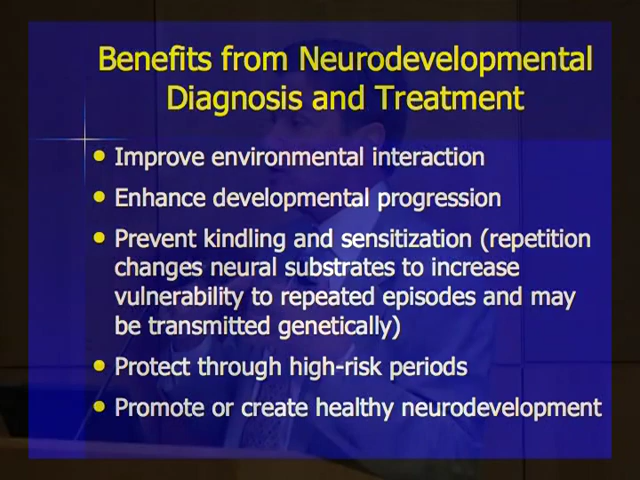 Benefits from Neurodevelopmental
Diagnosis and Treatment
• Improve environmental interaction
• Enhance developmental progression
• Prevent kindling and sensitization (repetition
changes neural substrates to increase
vulnerability to repeated episodes and may
be transmitted genetically)
• Protect through high-risk periods
• Promote or create healthy neurodevelopment